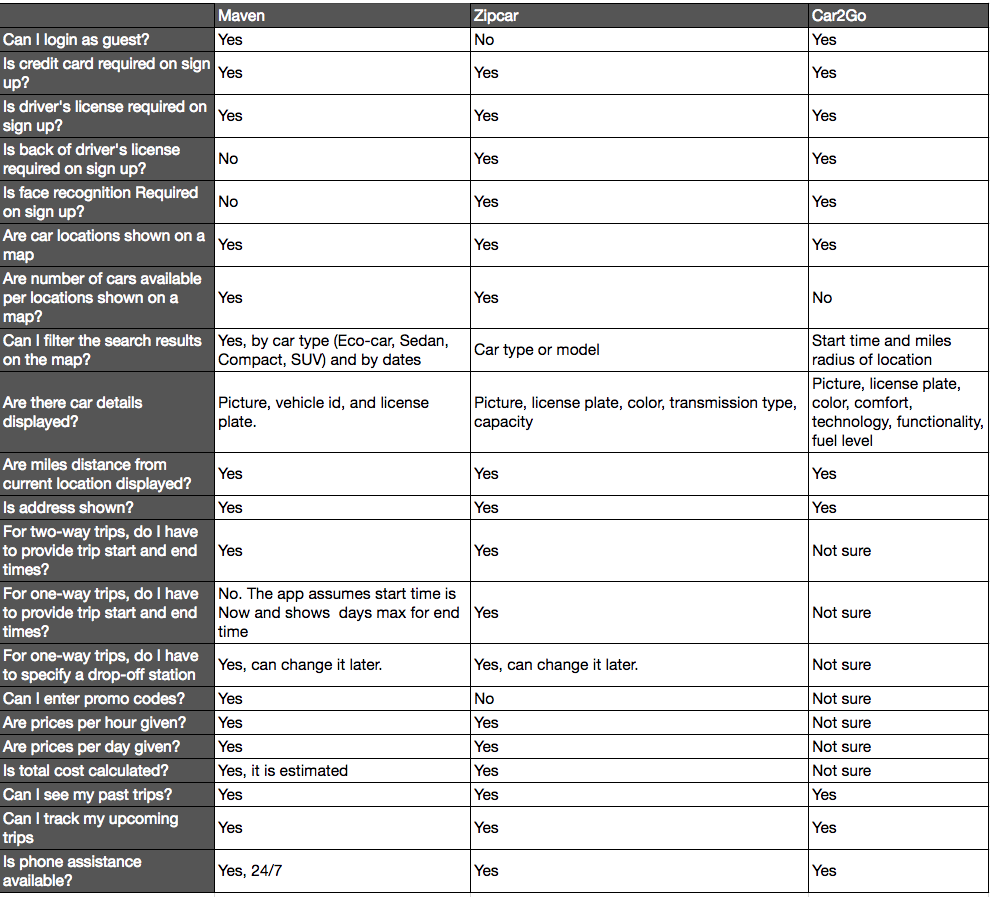 Maven Zipcar Car2Go
Can I login as guest? Yes No Yes
Is credit card required on sign
up? Yes Yes Yes
Is driver's license required on
sign up? Yes Yes Yes
Is back of driver's license
required on sign up? No Yes Yes
Is face recognition Required
on sign up? No Yes Yes
Are car locations shown on a
map Yes Yes Yes
Are number of cars available
per locations shown on a
map? Yes Yes No
Can I filter the search results
on the map?
Yes, by car type (Eco-car, Sedan,
Compact, SUV) and by dates
Car type or model
Start time and miles
radius of location
Are there car details
displayed?
Picture, vehicle id, and license
plate.
Picture, license plate, color, transmission type,
capacity
Picture, license plate,
color, comfort,
technology, functionality,
fuel level
Are miles distance from
current location displayed? Yes Yes Yes
Is address shown? Yes Yes Yes
For two-way trips, do I have
to provide trip start and end
times? Yes Yes Not sure
For one-way trips, do I have
to provide trip start and end
times?
No. The app assumes start time is
Now and shows  days max for end
time
Yes
Not sure
For one-way trips, do I have
to specify a drop-off station
Yes, can change it later.
Yes, can change it later.
Not sure
Can I enter promo codes? Yes No Not sure
Are prices per hour given? Yes Yes Not sure
Are prices per day given? Yes Yes Not sure
Is total cost calculated? Yes, it is estimated Yes Not sure
Can I see my past trips? Yes Yes Yes
Can I track my upcoming
trips Yes Yes Yes
Is phone assistance
available? Yes, 24/7 Yes Yes